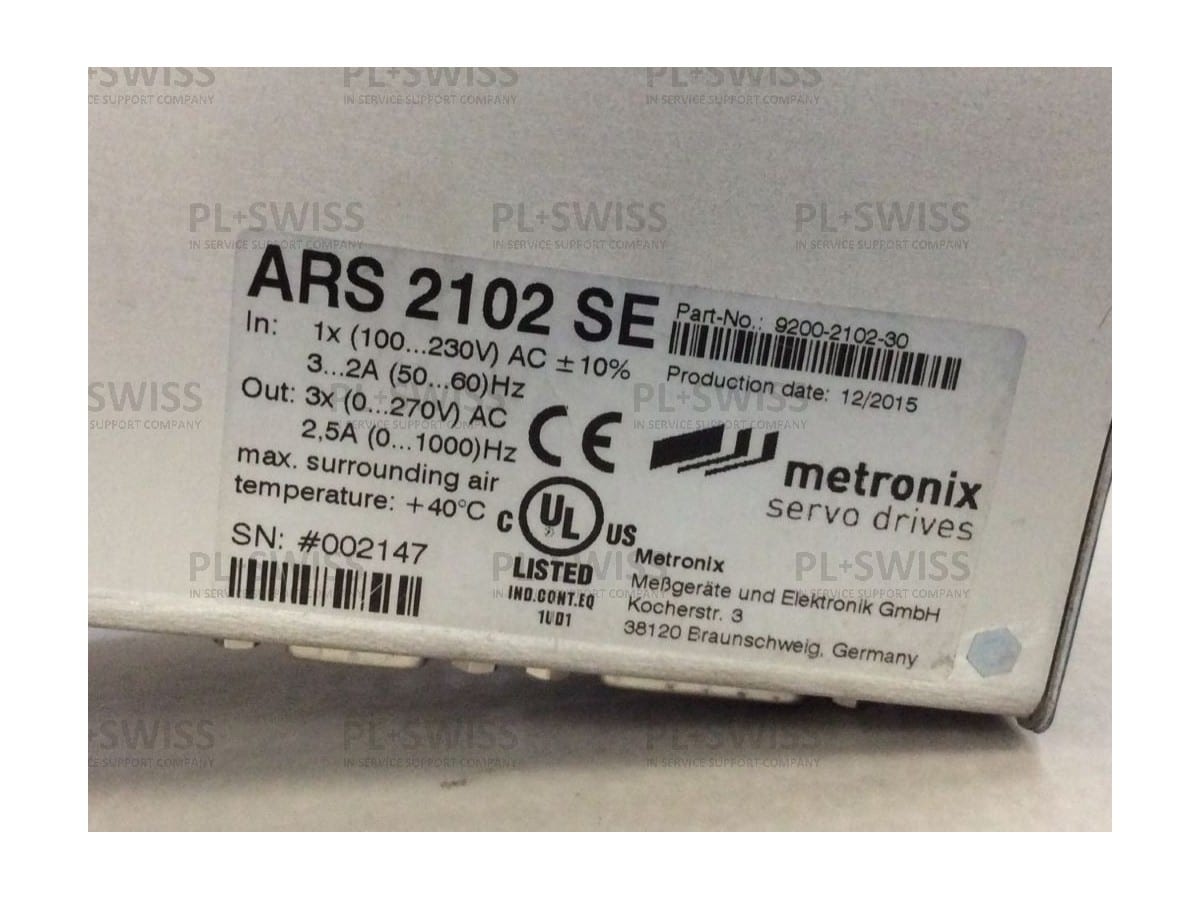 PL+SWISS
IN SERVICE SUPPORT COMPANY
ARS 2102 SE
In: 1x (100...230V) AC ±10%
3...2A (50...60)Hz
Out: 3x (0...270V) AC
2,5A (0...1000)Hz
max. surrounding air
temperature: +40°C
SN: #002147
Part-No.: 9200-2102-30
Production date: 12/2015
CE
metronix
servo drives
C UL US
LISTED
IND.CONT.EQ
1UD1
Metronix
Meßgeräte und Elektronik GmbH
Kocherstr. 3
38120 Braunschweig, Germany